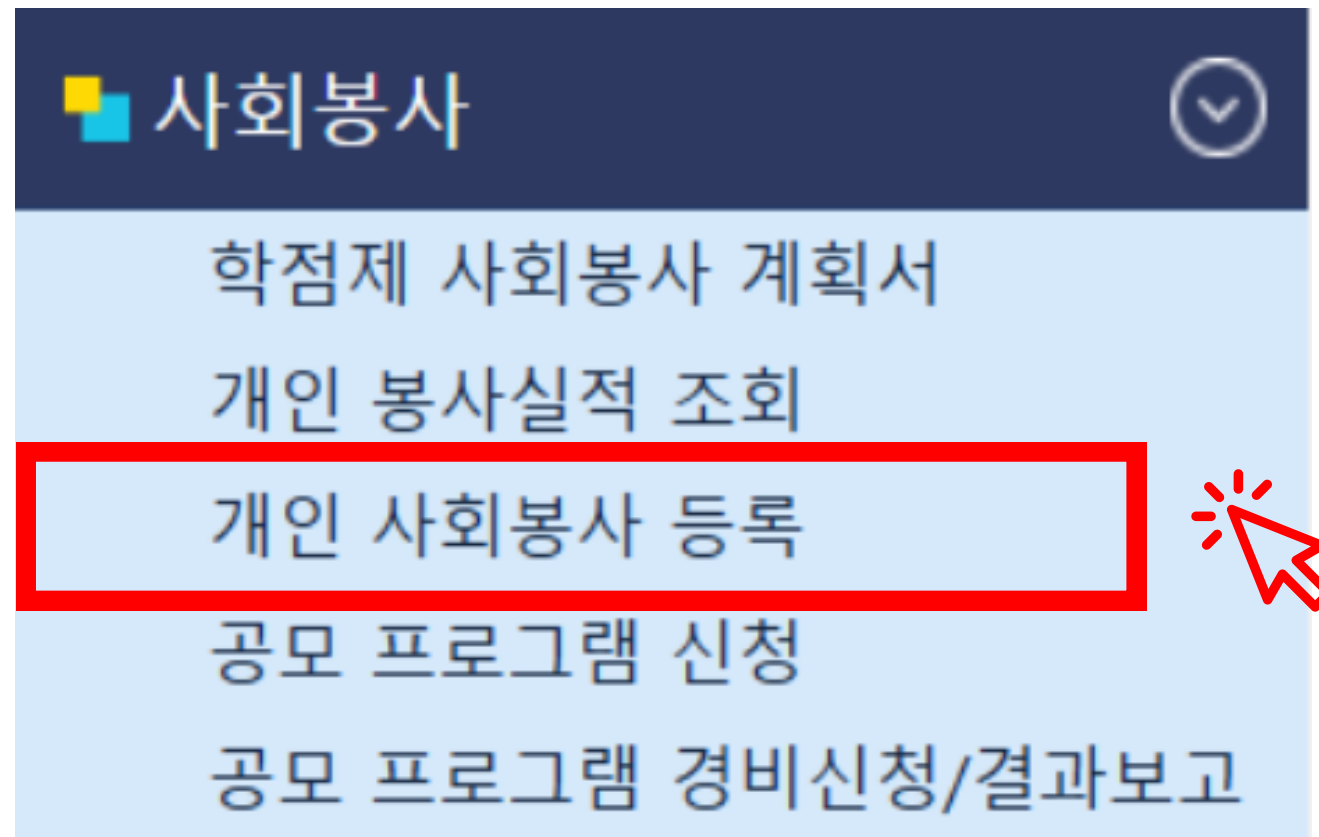 사회봉사
학점제 사회봉사 계획서
개인 봉사실적 조회
개인 사회봉사 등록
공모 프로그램 신청
공모 프로그램 경비신청/결과보고